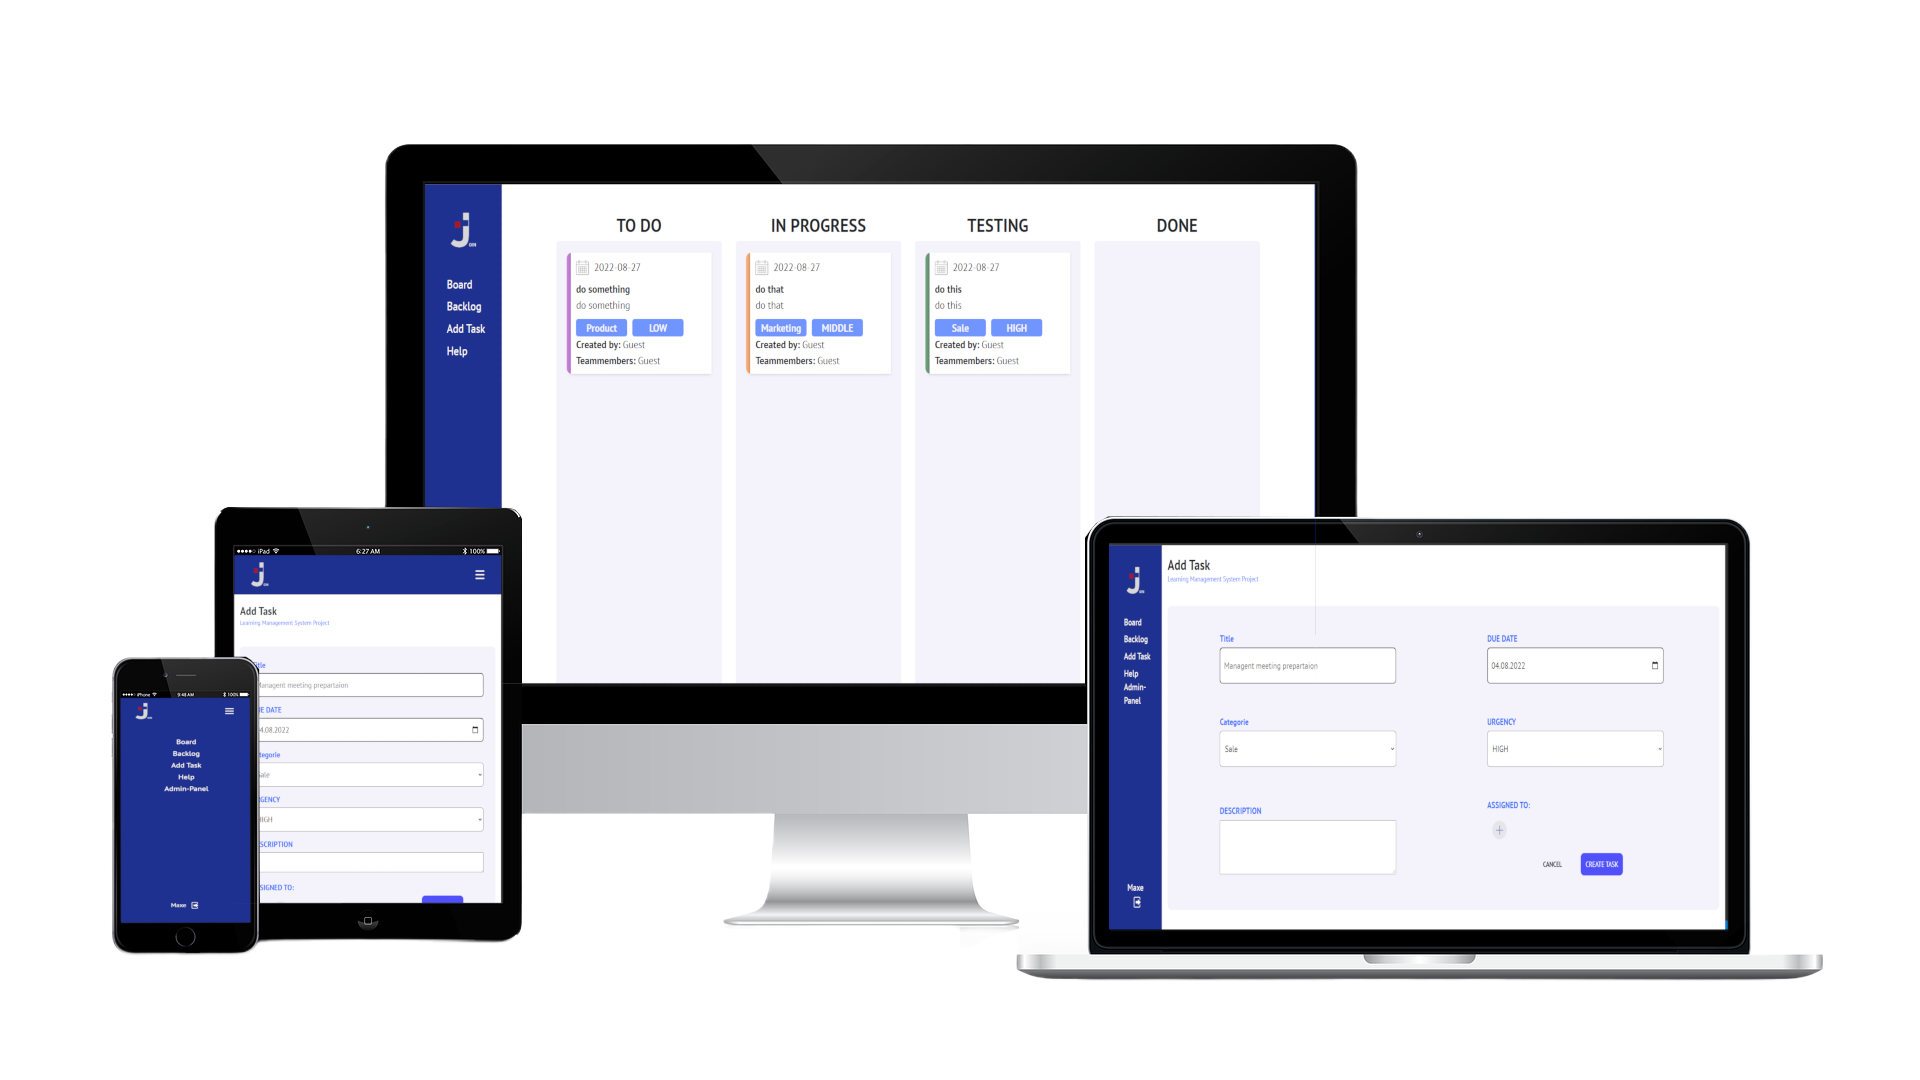 Join
Board
Backlog
Add Task
Help
TO DO
2022-08-27
do something
do something
Product LOW
Created by: Guest
Teammembers: Guest
IN PROGRESS
2022-08-27
do that
do that
Marketing MIDDLE
Created by: Guest
Teammembers: Guest
TESTING
2022-08-27
do this
do this
Sale HIGH
Created by: Guest
Teammembers: Guest
DONE
iPad 6:27 AM 100%
Add Task
Learning Management System Project
itle
Managent meeting prepartaion
E DATE
4.08.2022
tegorie
ale
GENCY
HIGH
SCRIPTION
SIGNED TO:
iPhone 9:48 AM 100%
Board
Backlog
Add Task
Help
Admin-Panel
Maxe
Board
Backlog
Add Task
Help
Admin-
Panel
Maxe
Add Task
Learning Management System Project
Title
Managent meeting prepartaion
DUE DATE
04.08.2022
Categorie
Sale
URGENCY
HIGH
DESCRIPTION
ASSIGNED TO:
CANCEL CREATE TASK